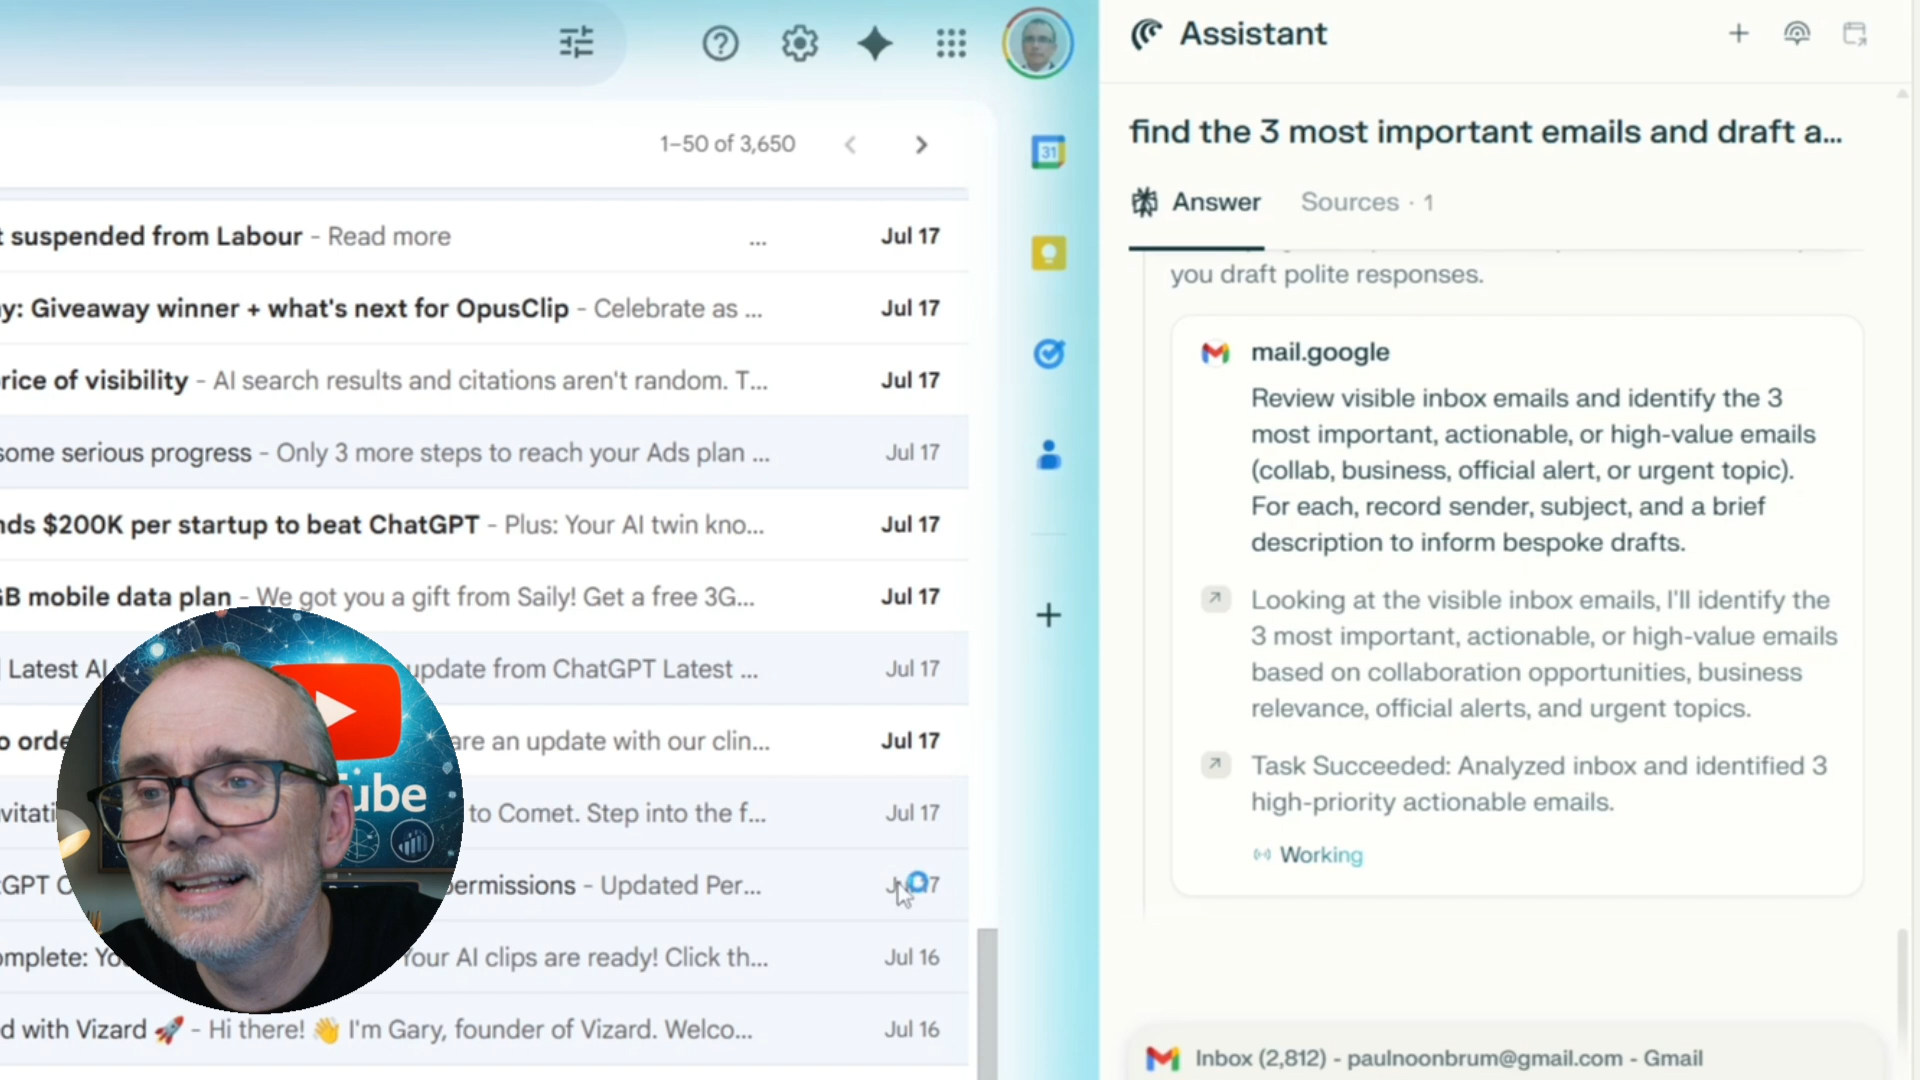 Assistant
find the 3 most important emails and draft a...
1–50 of 3,650
31
Answer
Sources · 1
t suspended from Labour - Read more ... Jul 17
you draft polite responses.
y: Giveaway winner + what's next for OpusClip - Celebrate as ... Jul 17
rice of visibility - AI search results and citations aren't random. T... Jul 17
some serious progress - Only 3 more steps to reach your Ads plan ... Jul 17
nds $200K per startup to beat ChatGPT - Plus: Your AI twin kno... Jul 17
GB mobile data plan - We got you a gift from Saily! Get a free 3G... Jul 17
Latest AI update from ChatGPT Latest ... Jul 17
o orde are an update with our clin... Jul 17
vitati to Comet. Step into the f... Jul 17
GPT C permissions - Updated Per... 7
omplete: Yo Your AI clips are ready! Click th... Jul 16
d with Vizard 🚀 - Hi there! 👋 I'm Gary, founder of Vizard. Welco... Jul 16
ube
mail.google
Review visible inbox emails and identify the 3
most important, actionable, or high-value emails
(collab, business, official alert, or urgent topic).
For each, record sender, subject, and a brief
description to inform bespoke drafts.
Looking at the visible inbox emails, I'll identify the
3 most important, actionable, or high-value emails
based on collaboration opportunities, business
relevance, official alerts, and urgent topics.
Task Succeeded: Analyzed inbox and identified 3
high-priority actionable emails.
Working
Inbox (2,812) - paulnoonbrum@gmail.com - Gmail